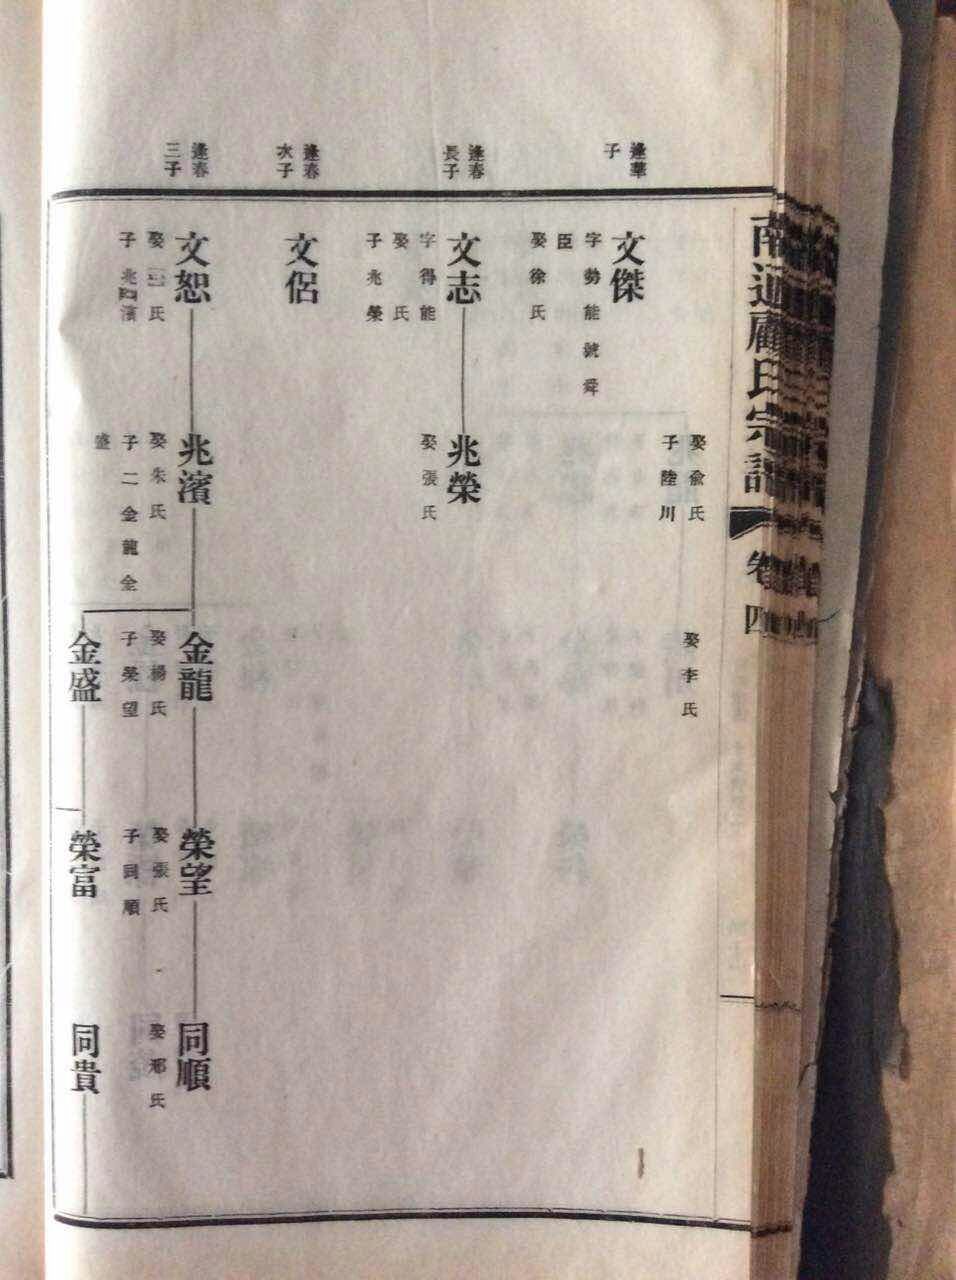 南通顧氏宗譜
卷四
娶兪氏
子陸川
娶李氏
逢華
子
文傑
字勢能號舜
臣
娶徐氏
逢春
長子
文志
字得能
娶 氏
子兆榮
兆榮
娶張氏
逢春
次子
文侶
逢春
三子
文恕
娶 氏
子兆濱
兆濱
娶朱氏
子二金龍金
盛
金龍
娶楊氏
子榮望
榮望
娶張氏
子同順
同順
娶邢氏
金盛
榮富
同貴